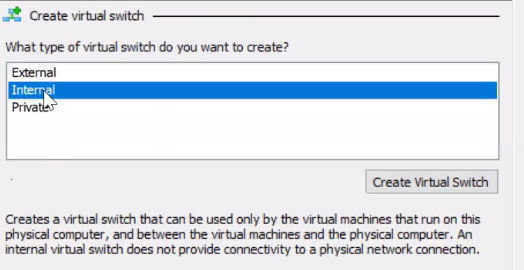 Create virtual switch
What type of virtual switch do you want to create?
External
Internal
Private
Create Virtual Switch
Creates a virtual switch that can be used only by the virtual machines that run on this
physical computer, and between the virtual machines and the physical computer. An
internal virtual switch does not provide connectivity to a physical network connection.